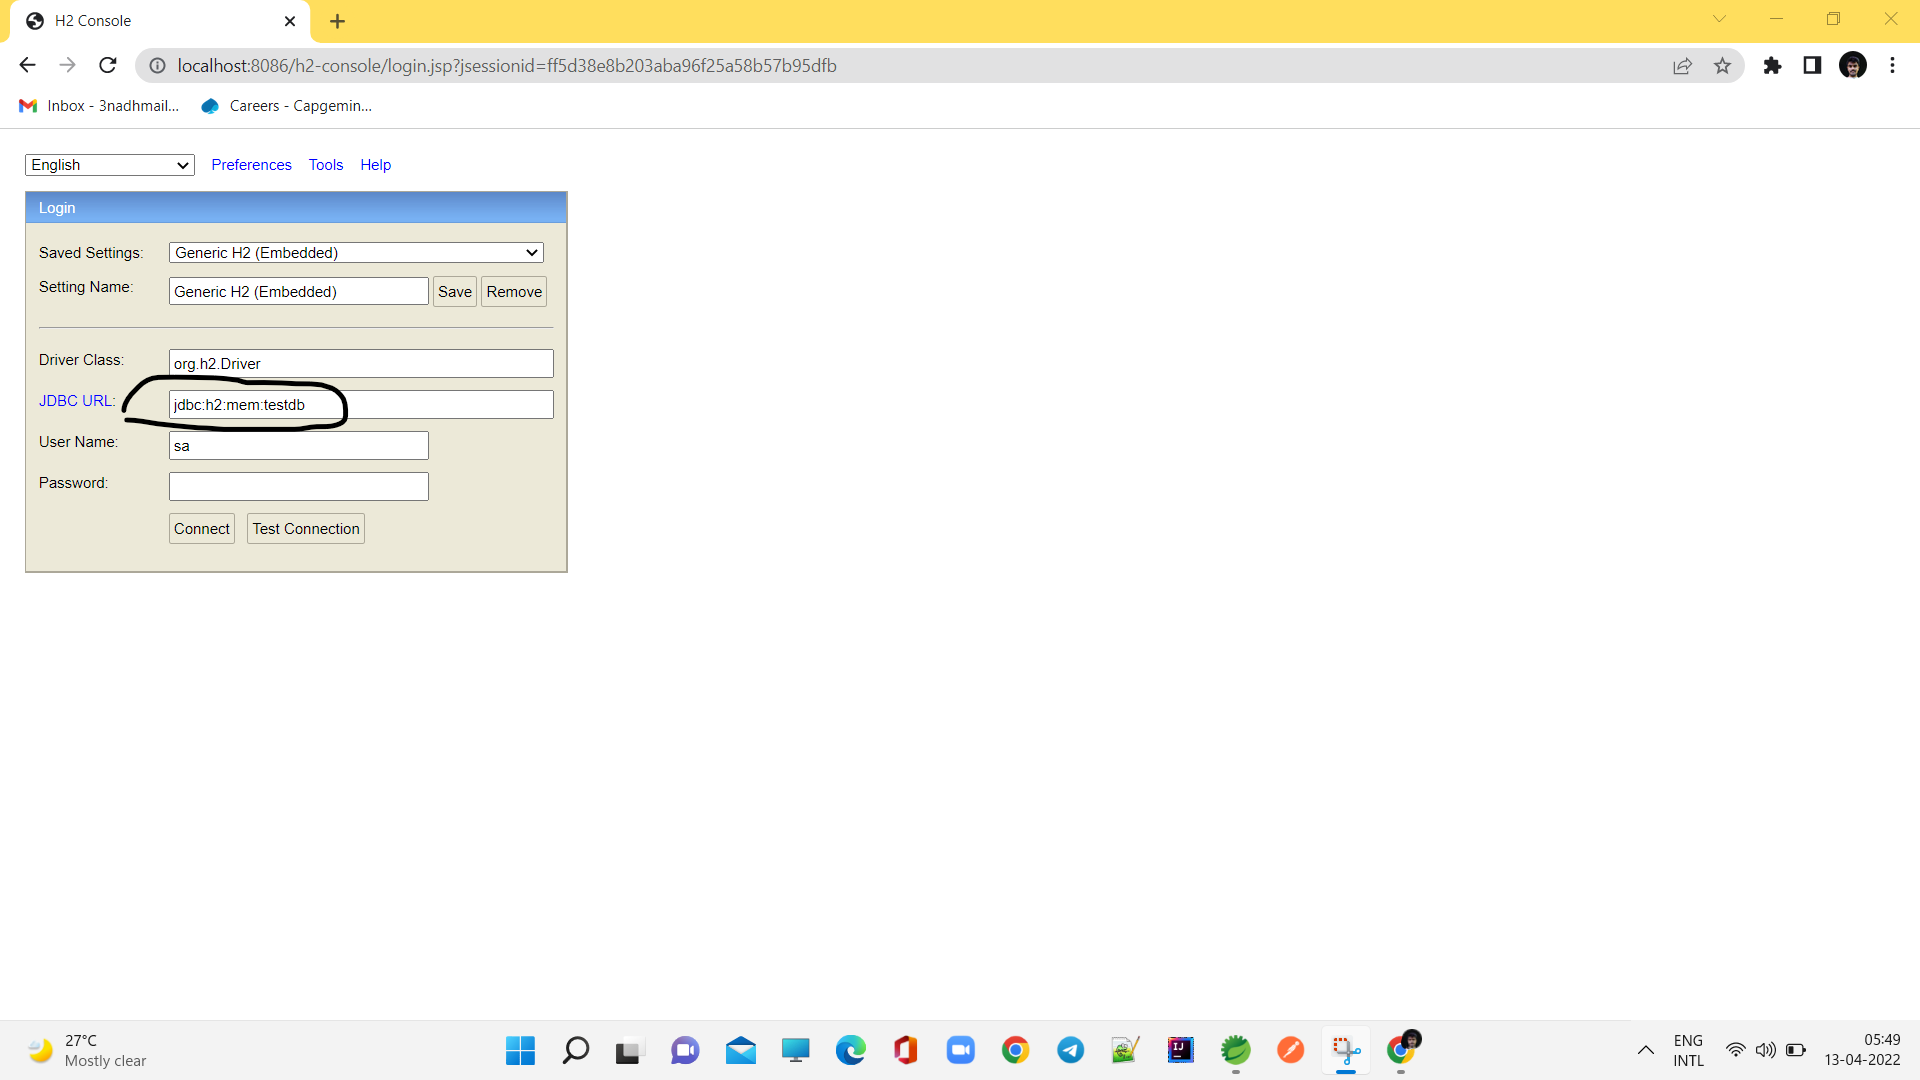 H2 Console
localhost:8086/h2-console/login.jsp?jsessionid=ff5d38e8b203aba96f25a58b57b95dfb
Inbox - 3nadhmail... Careers - Capgemin...
English Preferences Tools Help
Login
Saved Settings: Generic H2 (Embedded)
Setting Name: Generic H2 (Embedded) Save Remove
Driver Class: org.h2.Driver
JDBC URL: jdbc:h2:mem:testdb
User Name: sa
Password:
Connect Test Connection
27°C
Mostly clear
IJ
ENG
INTL
05:49
13-04-2022